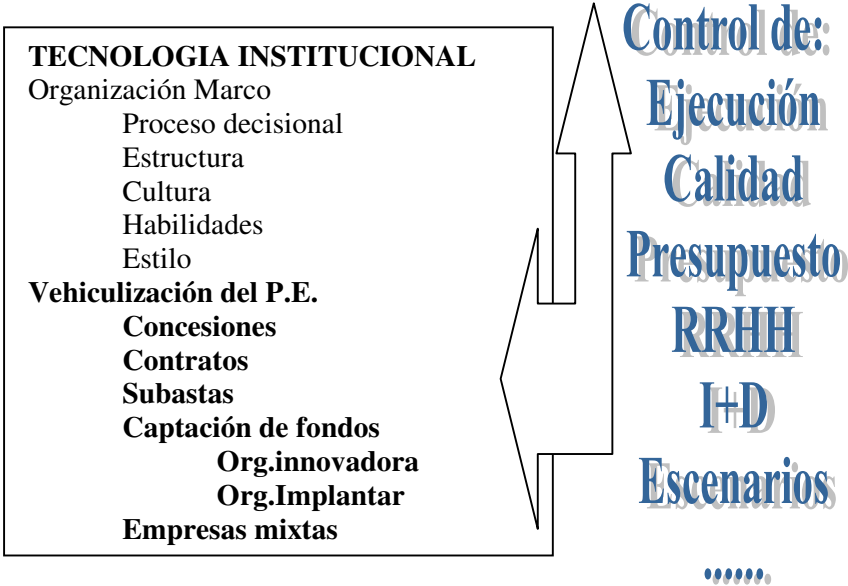 TECNOLOGIA INSTITUCIONAL
Organización Marco
Proceso decisional
Estructura
Cultura
Habilidades
Estilo
Vehiculización del P.E.
Concesiones
Contratos
Subastas
Captación de fondos
Org.innovadora
Org.Implantar
Empresas mixtas
Control de:
Ejecución
Calidad
Presupuesto
RRHH
I+D
Escenarios
......